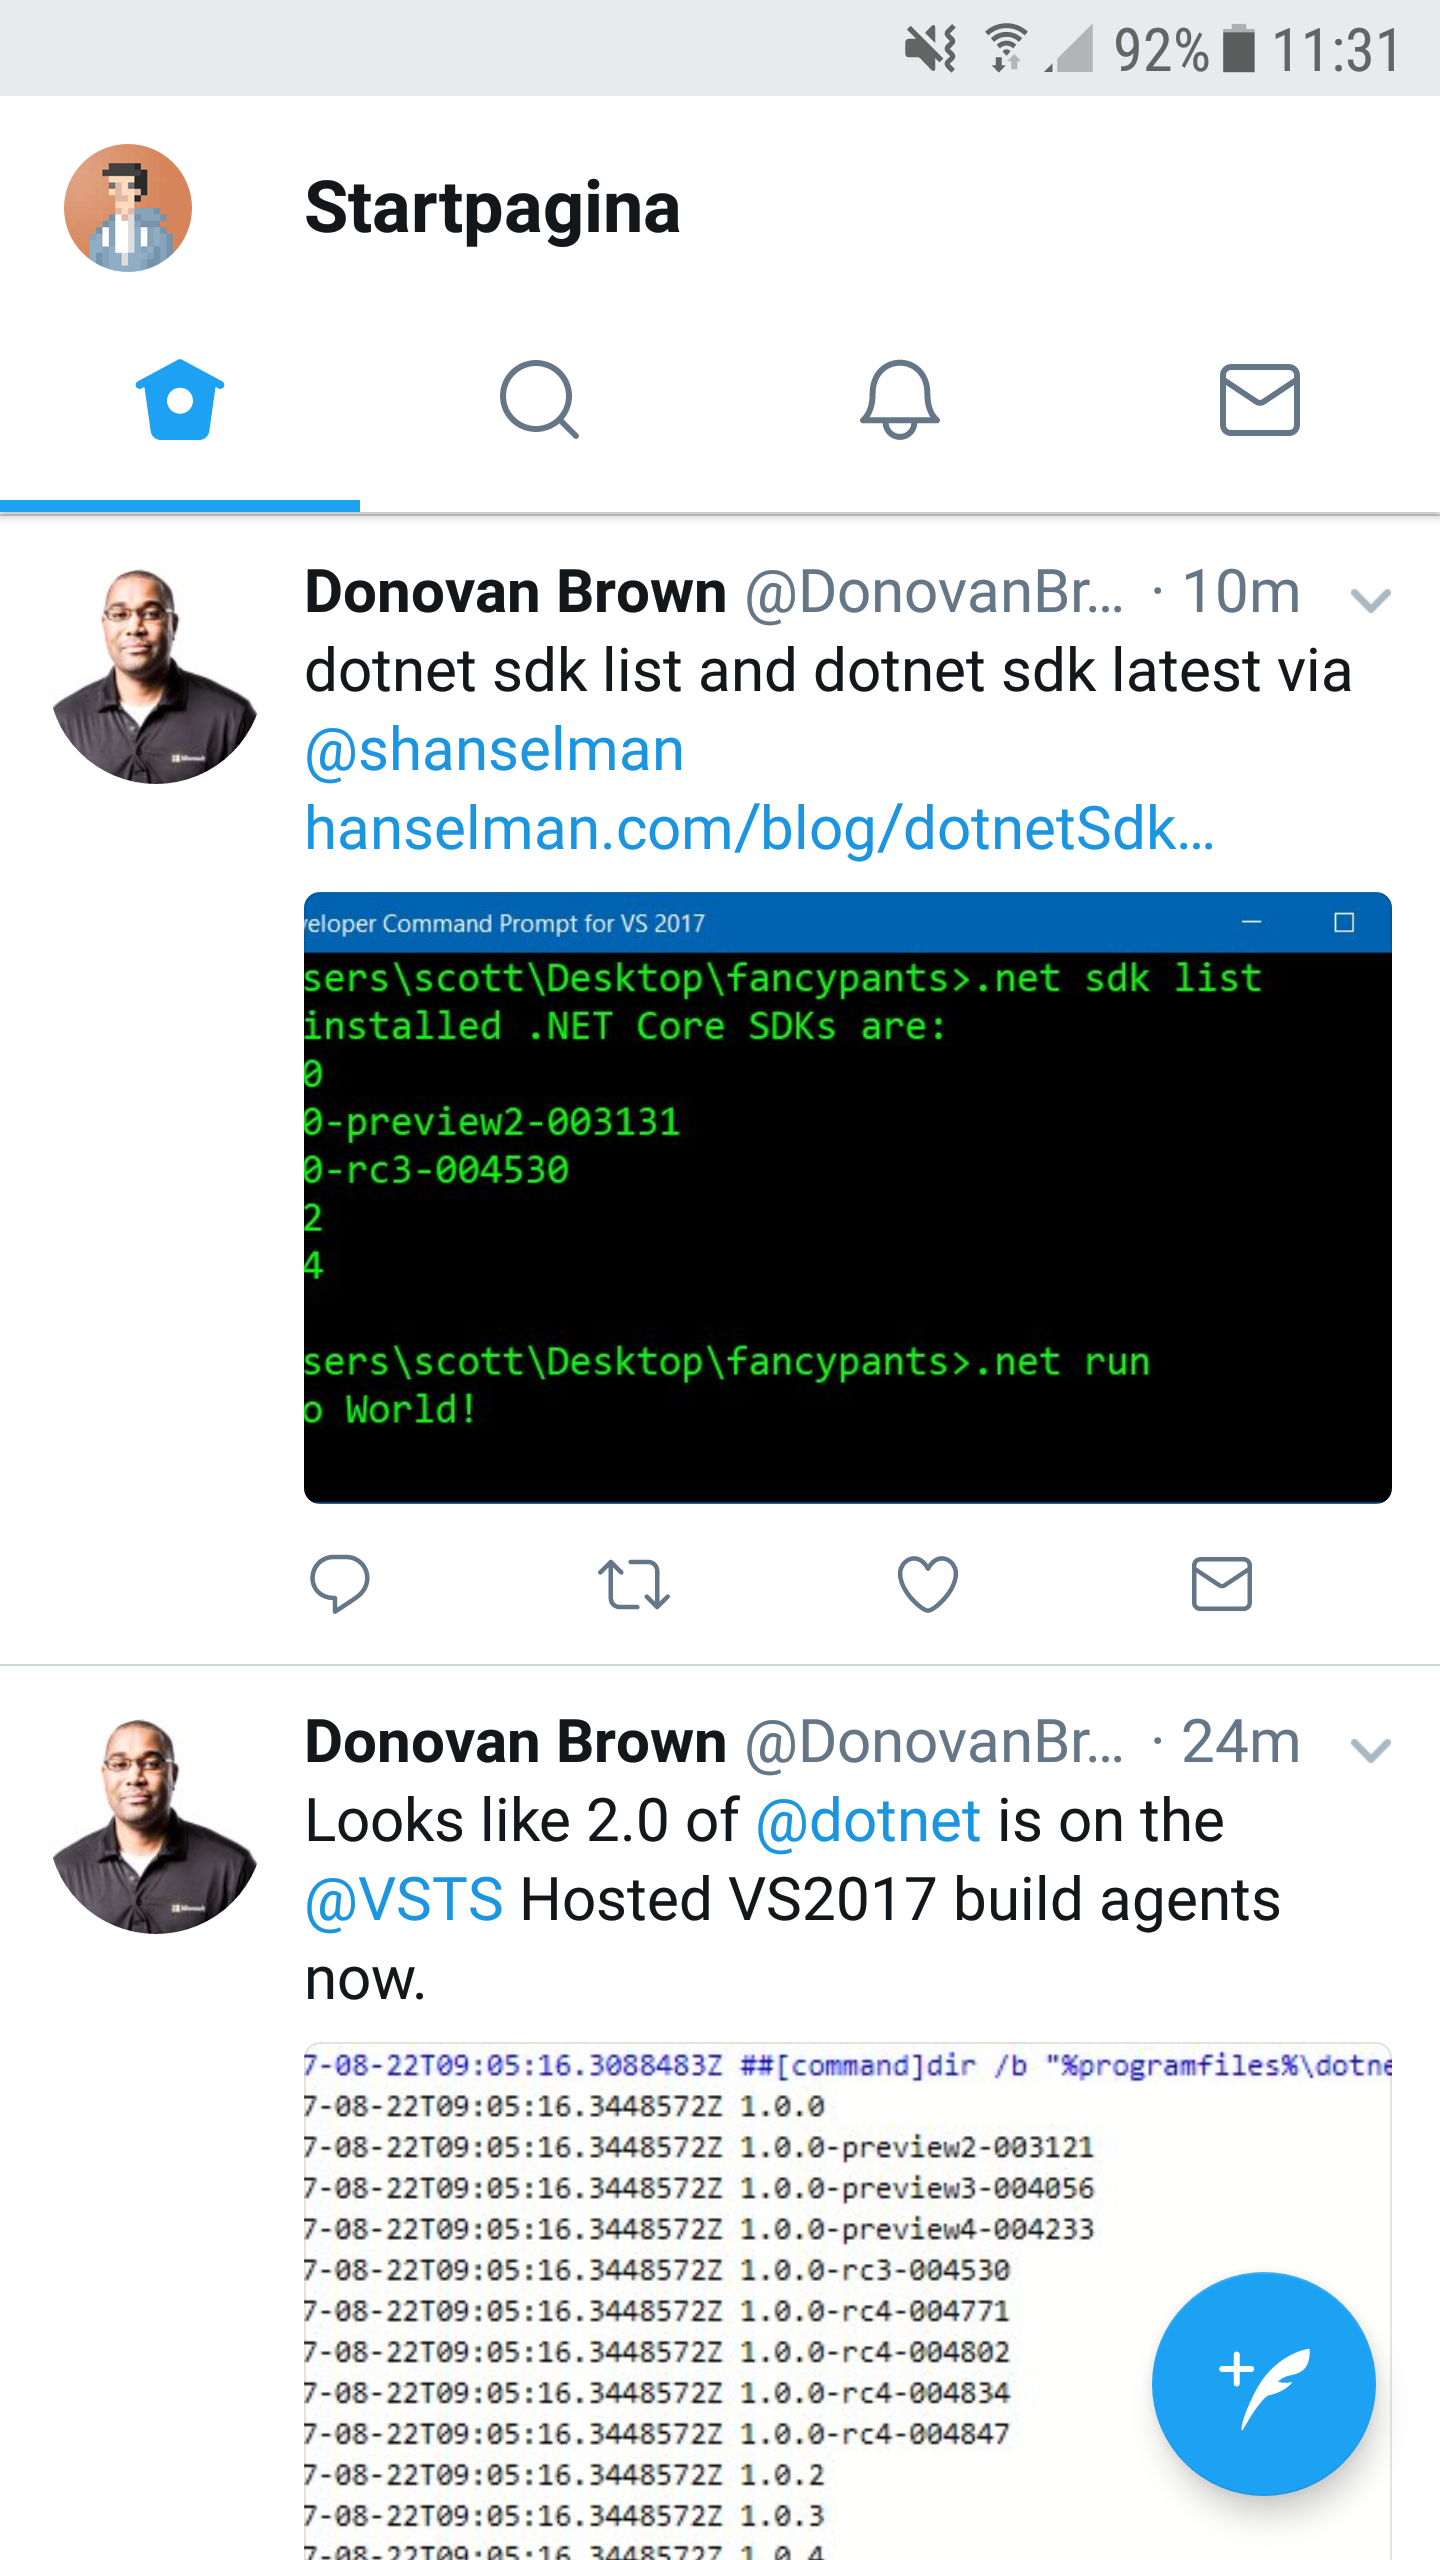 92% 11:31
Startpagina
Donovan Brown @DonovanBr... · 10m
dotnet sdk list and dotnet sdk latest via
@shanselman
hanselman.com/blog/dotnetSdk...
veloper Command Prompt for VS 2017
sers\scott\Desktop\fancypants>.net sdk list
installed .NET Core SDKs are:
0
0-preview2-003131
0-rc3-004530
2
4
sers\scott\Desktop\fancypants>.net run
o World!
Donovan Brown @DonovanBr... · 24m
Looks like 2.0 of @dotnet is on the
@VSTS Hosted VS2017 build agents
now.
7-08-22T09:05:16.3088483Z ##[command]dir /b "%programfiles%\dotne
7-08-22T09:05:16.3448572Z 1.0.0
7-08-22T09:05:16.3448572Z 1.0.0-preview2-003121
7-08-22T09:05:16.3448572Z 1.0.0-preview3-004056
7-08-22T09:05:16.3448572Z 1.0.0-preview4-004233
7-08-22T09:05:16.3448572Z 1.0.0-rc3-004530
7-08-22T09:05:16.3448572Z 1.0.0-rc4-004771
7-08-22T09:05:16.3448572Z 1.0.0-rc4-004802
7-08-22T09:05:16.3448572Z 1.0.0-rc4-004834
7-08-22T09:05:16.3448572Z 1.0.0-rc4-004847
7-08-22T09:05:16.3448572Z 1.0.2
7-08-22T09:05:16.3448572Z 1.0.3
7-08-22T09:05:16.3448572Z 1.0.4